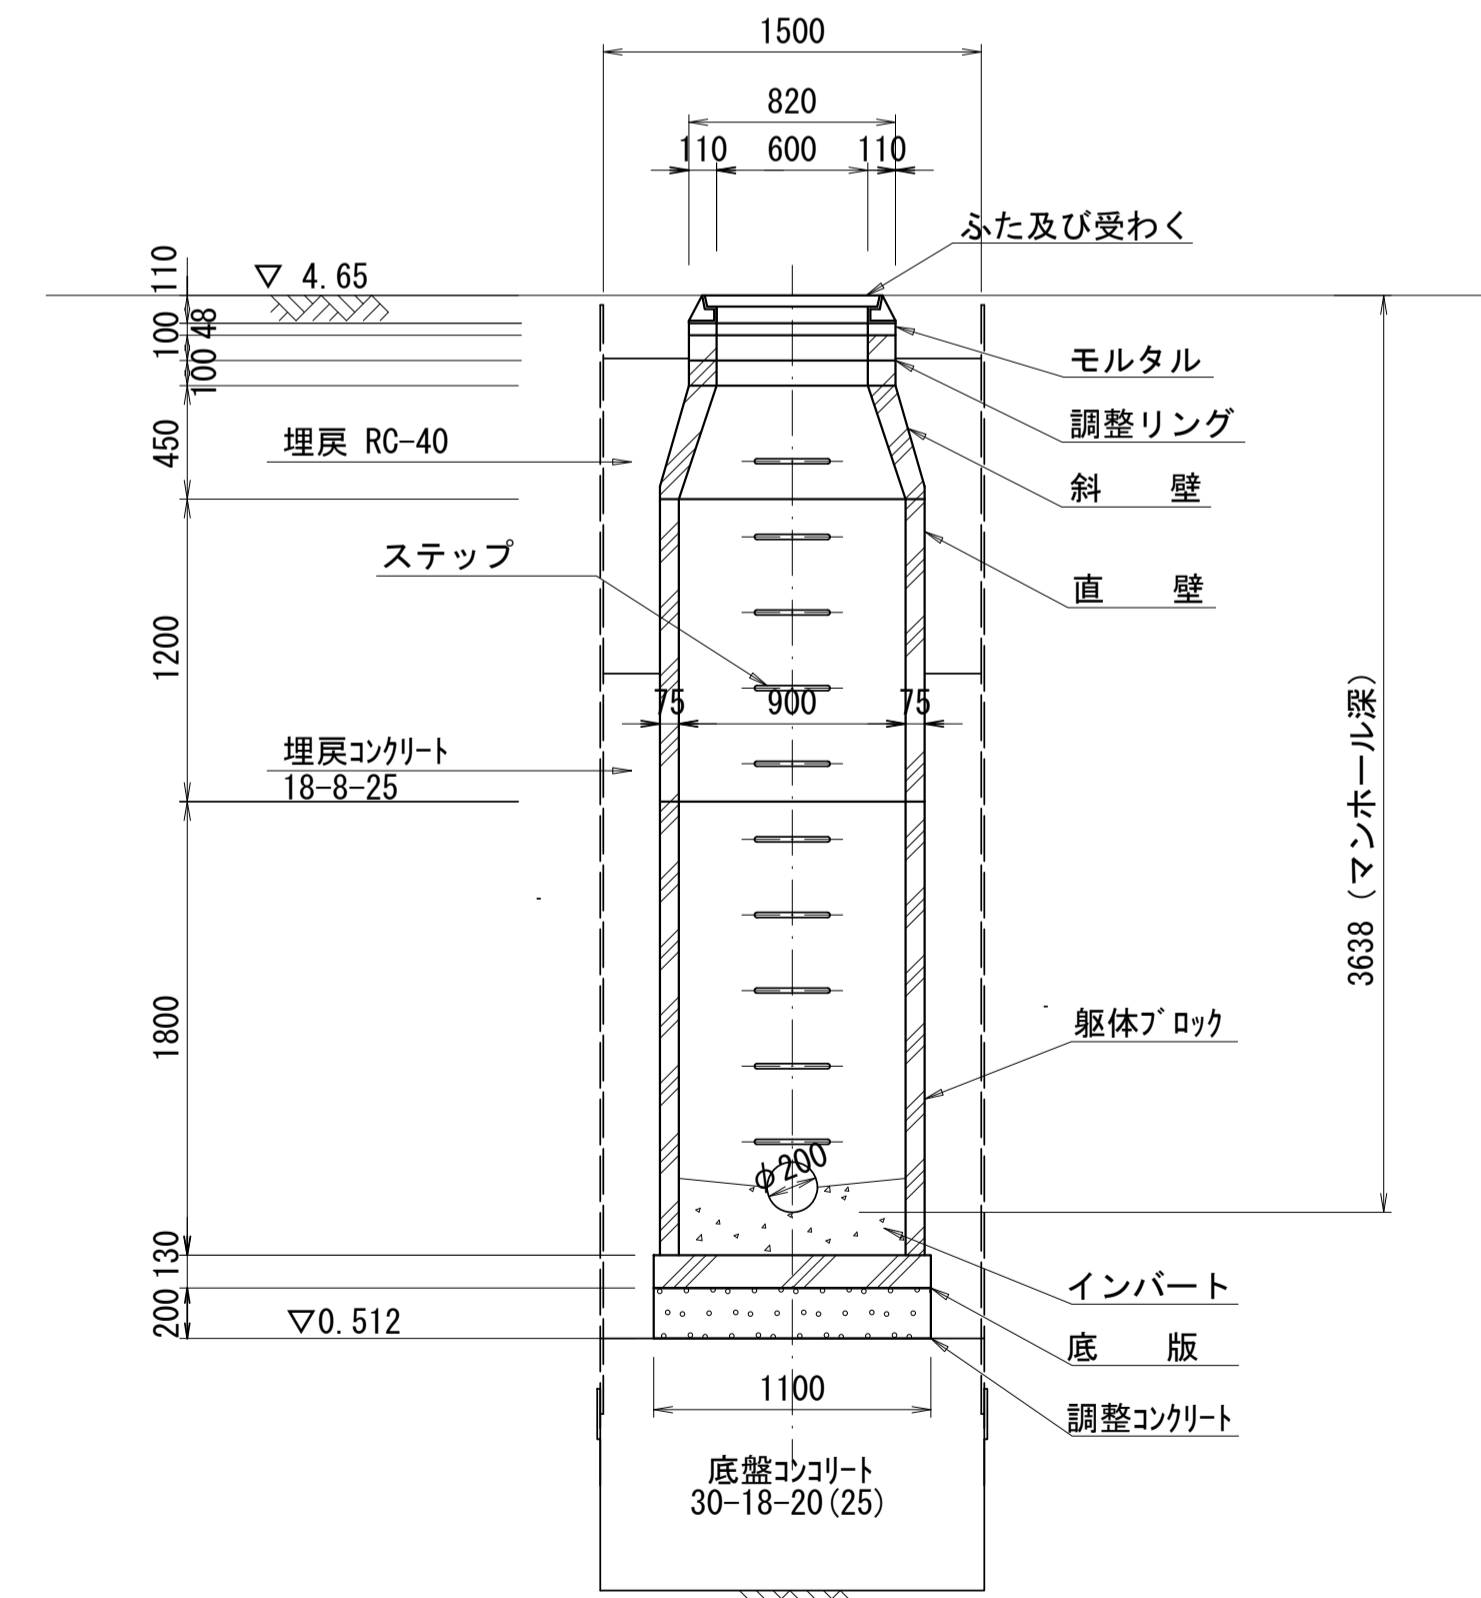 1500
820
110 600 110
ふた及び受わく
110
▽ 4.65
48
100
100
モルタル
調整リング
450
埋戻 RC-40
斜 壁
ステップ
直 壁
1200
75 900 75
埋戻コンクリート
18-8-25
3638 (マンホール深)
1800
躯体ブロック
φ200
130
インバート
200
▽0.512
底 版
1100
調整コンクリート
底盤コンコリート
30-18-20(25)